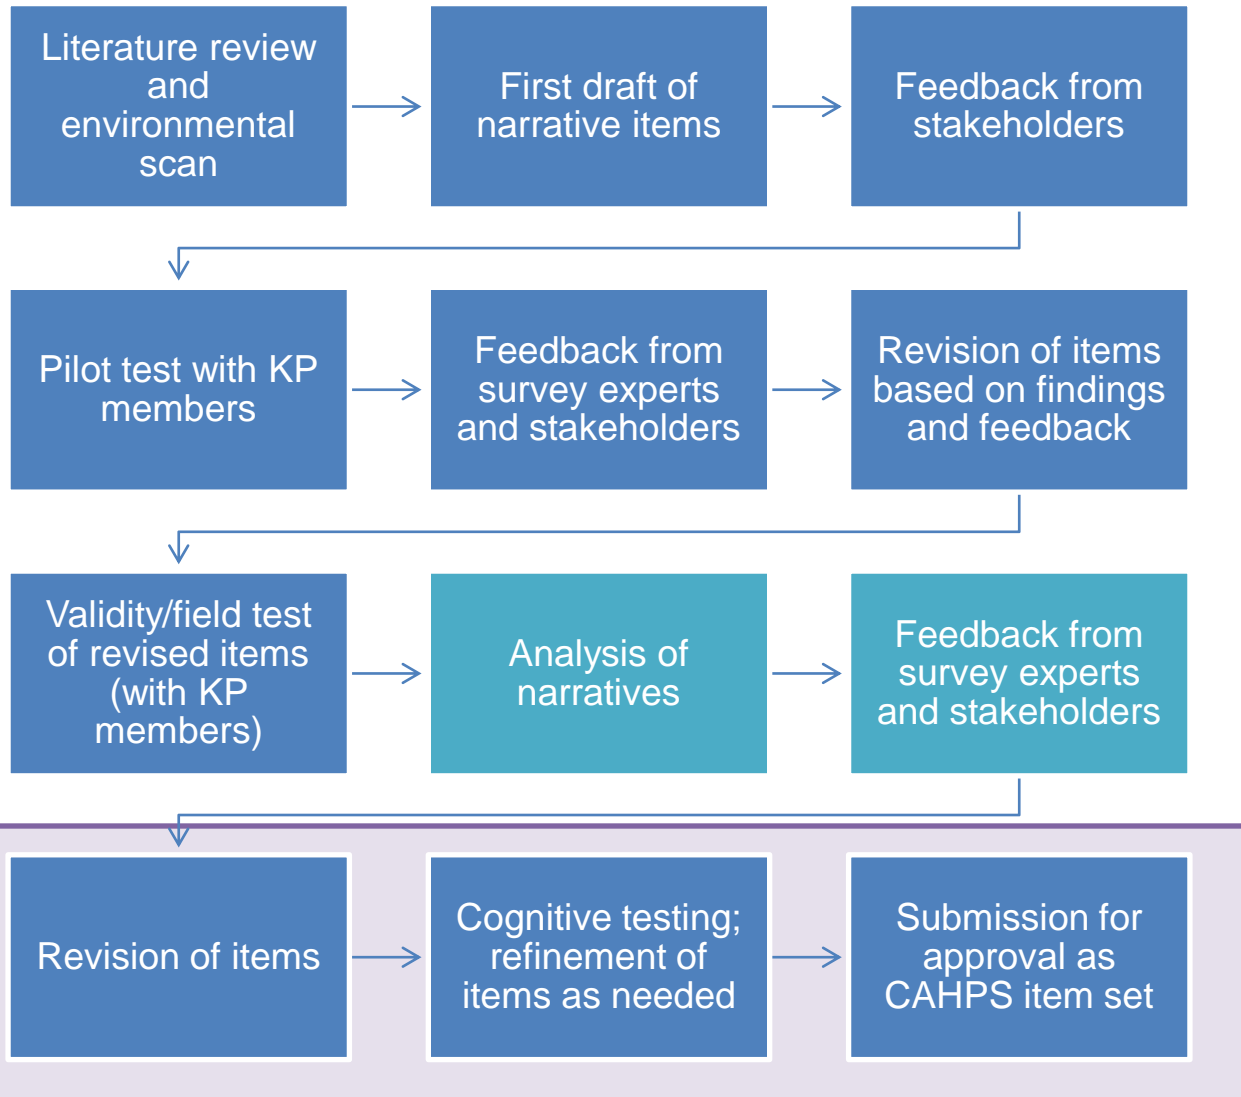 Literature review
and
environmental
scan
First draft of
narrative items
Feedback from
stakeholders
Pilot test with KP
members
Feedback from
survey experts
and stakeholders
Revision of items
based on findings
and feedback
Validity/field test
of revised items
(with KP
members)
Analysis of
narratives
Feedback from
survey experts
and stakeholders
Revision of items
Cognitive testing;
refinement of
items as needed
Submission for
approval as
CAHPS item set